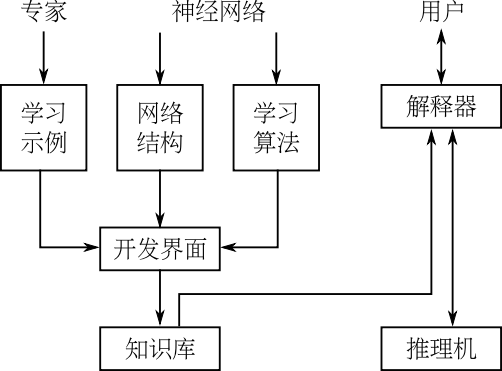 专家
神经网络
用户
学习
示例
网络
结构
学习
算法
解释器
开发界面
知识库
推理机